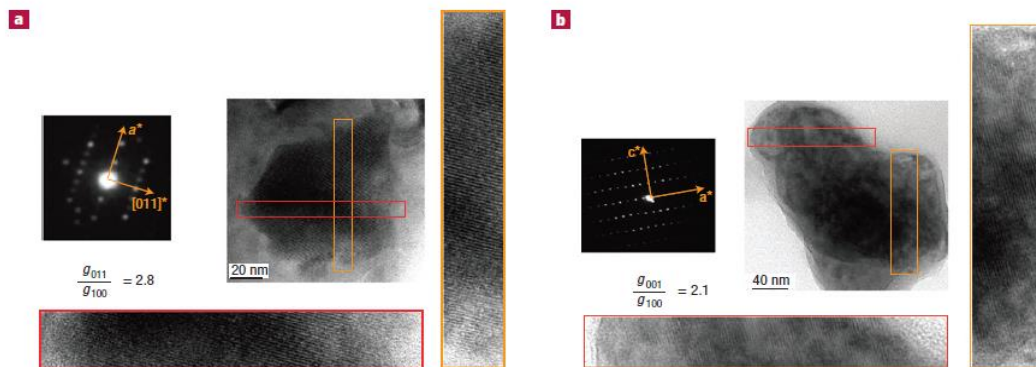 a
a*
[011]*
g011
g100
= 2.8
20 nm
b
c*
a*
g001
g100
= 2.1
40 nm